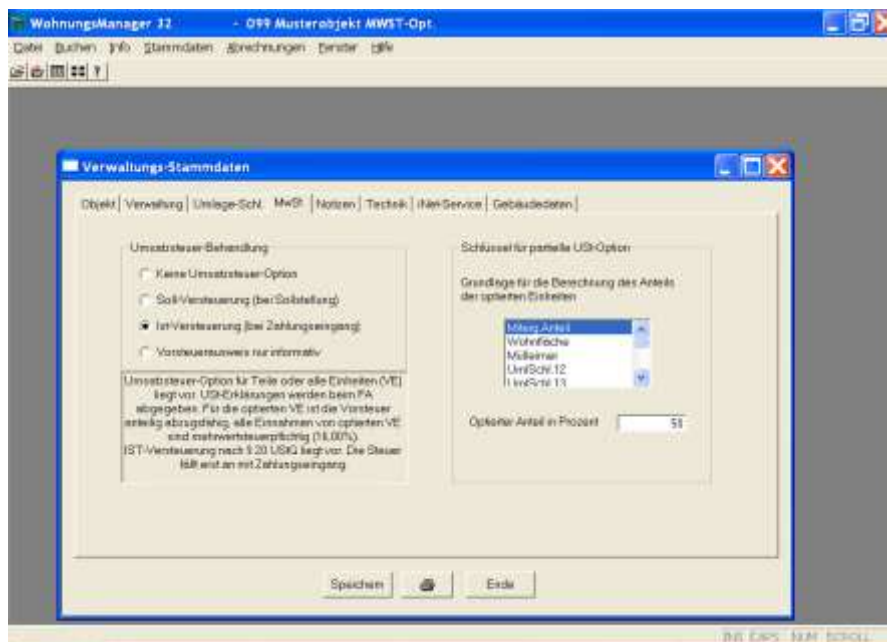 WohnungsManager 32 - 099 Musterobjekt MWST-Opt.
Datei Buchen Info Stammdaten Abrechnungen Fenster Hilfe
Verwaltungs-Stammdaten
Objekt Verwaltung Umlage-Schl. MwSt Notizen Technik iNet-Service Gebäudedaten
Umsatzsteuer-Behandlung
Keine Umsatzsteuer-Option
Soll-Versteuerung (bei Sollstellung)
Ist-Versteuerung (bei Zahlungseingang)
Vorsteuerausweis nur informativ
Umsatzsteuer-Option für Teile oder alle Einheiten (VE)
liegt vor. USt-Erklärungen werden beim FA
abgegeben. Für die optierten VE ist die Vorsteuer
anteilig abzugsfähig, alle Einnahmen von optierten VE
sind mehrwertsteuerpflichtig (16,00%).
IST-Versteuerung nach § 20 UStG liegt vor. Die Steuer
fällt erst an mit Zahlungseingang.
Schlüssel für partielle USt-Option
Grundlage für die Berechnung des Anteils
der optierten Einheiten
Miteig.Anteil
Wohnfläche
Mülleimer
UmlSchl.12
UmlSchl.13
Optierter Anteil in Prozent
Speichern
Ende
INS CAPS NUM SCROLL